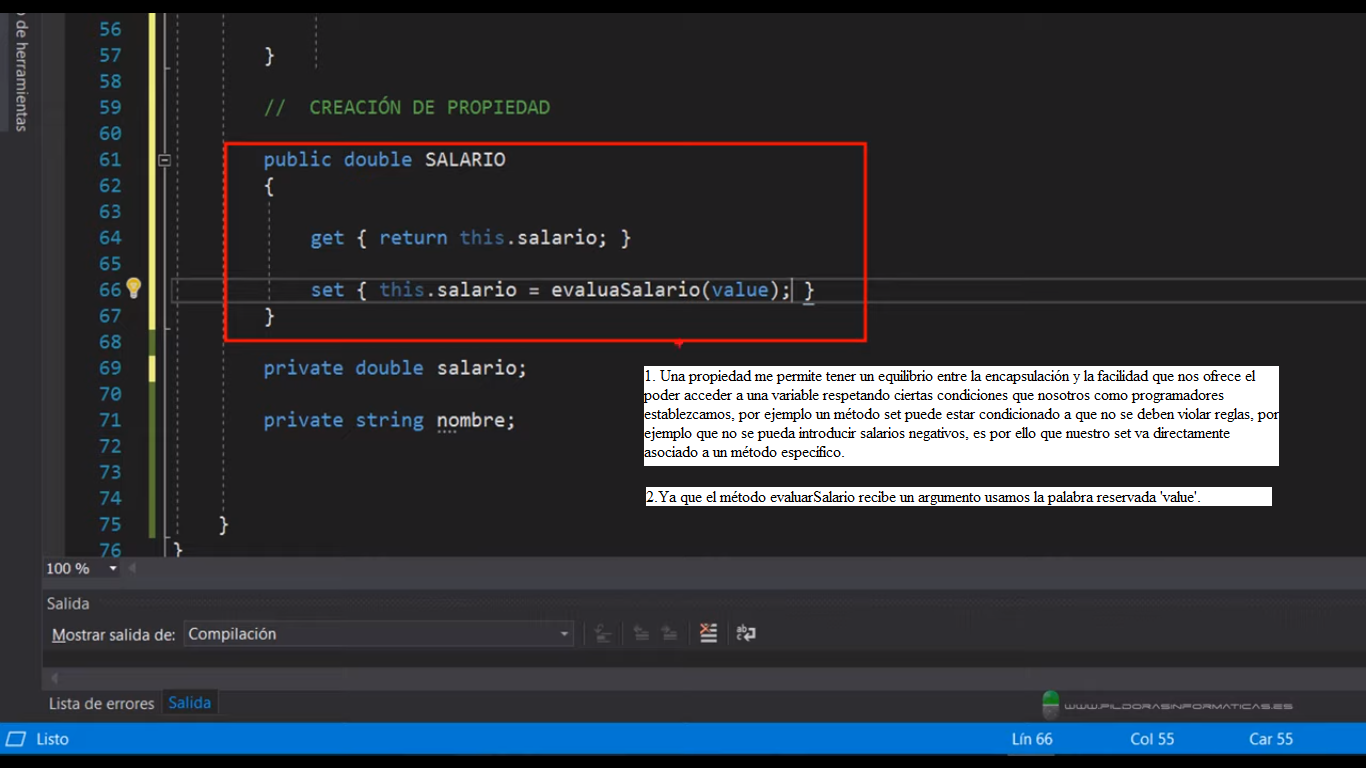 de herramientas
56
57 }
58
59 // CREACIÓN DE PROPIEDAD
60
61 public double SALARIO
62 {
63
64 get { return this.salario; }
65
66 set { this.salario = evaluaSalario(value); }
67 }
68
69 private double salario;
70
71 private string nombre;
72
73
74
75 }
76 }
1. Una propiedad me permite tener un equilibrio entre la encapsulación y la facilidad que nos ofrece el
poder acceder a una variable respetando ciertas condiciones que nosotros como programadores
establezcamos, por ejemplo un método set puede estar condicionado a que no se deben violar reglas, por
ejemplo que no se pueda introducir salarios negativos, es por ello que nuestro set va directamente
asociado a un método específico.
2.Ya que el método evaluarSalario recibe un argumento usamos la palabra reservada 'value'.
100 %
Salida
Mostrar salida de: Compilación
Lista de errores Salida
WWW.PILDORASINFORMATICAS.ES
Listo Lín 66 Col 55 Car 55